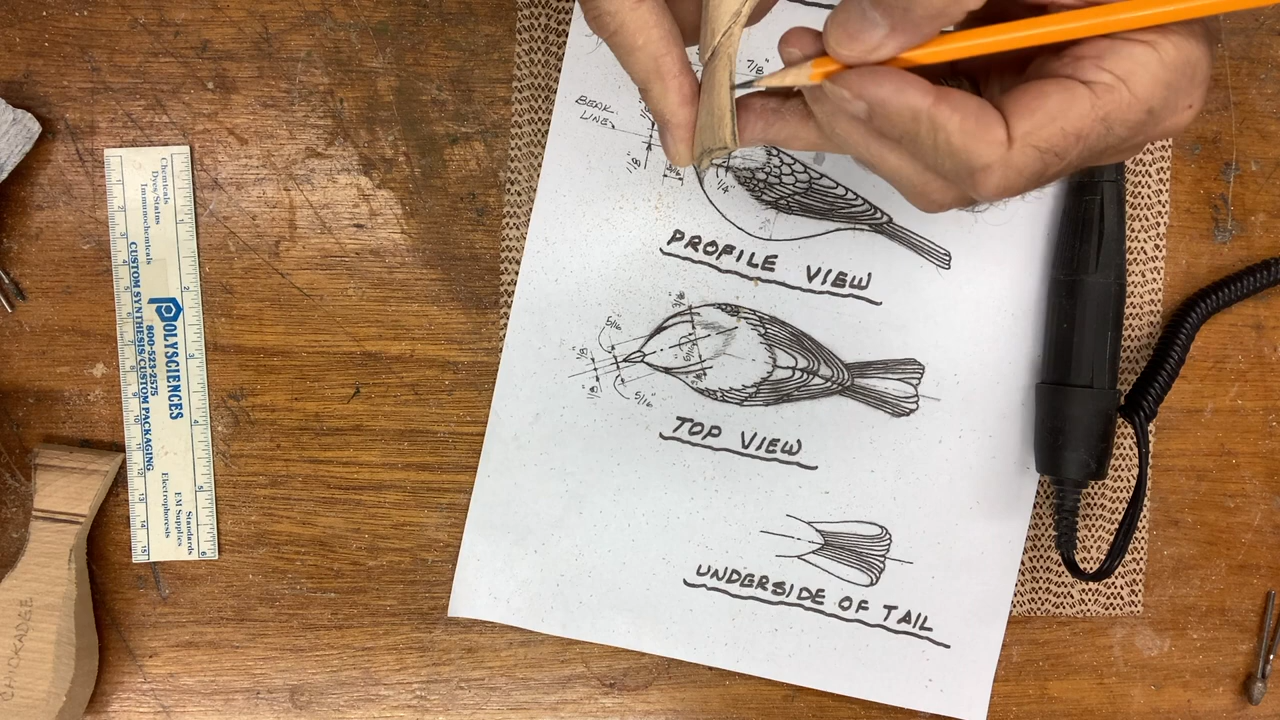 7/8"
BEAK
LINE
1/8"
1/8
PROFILE VIEW
3/8"
5/16"
1/8"
1/8"
5/16"
TOP VIEW
UNDERSIDE OF TAIL
Chemicals
Dyes/Stains
Immunochemicals
POLYSCIENCES
800-523-2575
CUSTOM SYNTHESIS/CUSTOM PACKAGING
Standards
EM Supplies
Electrophoresis
CHICKADEE